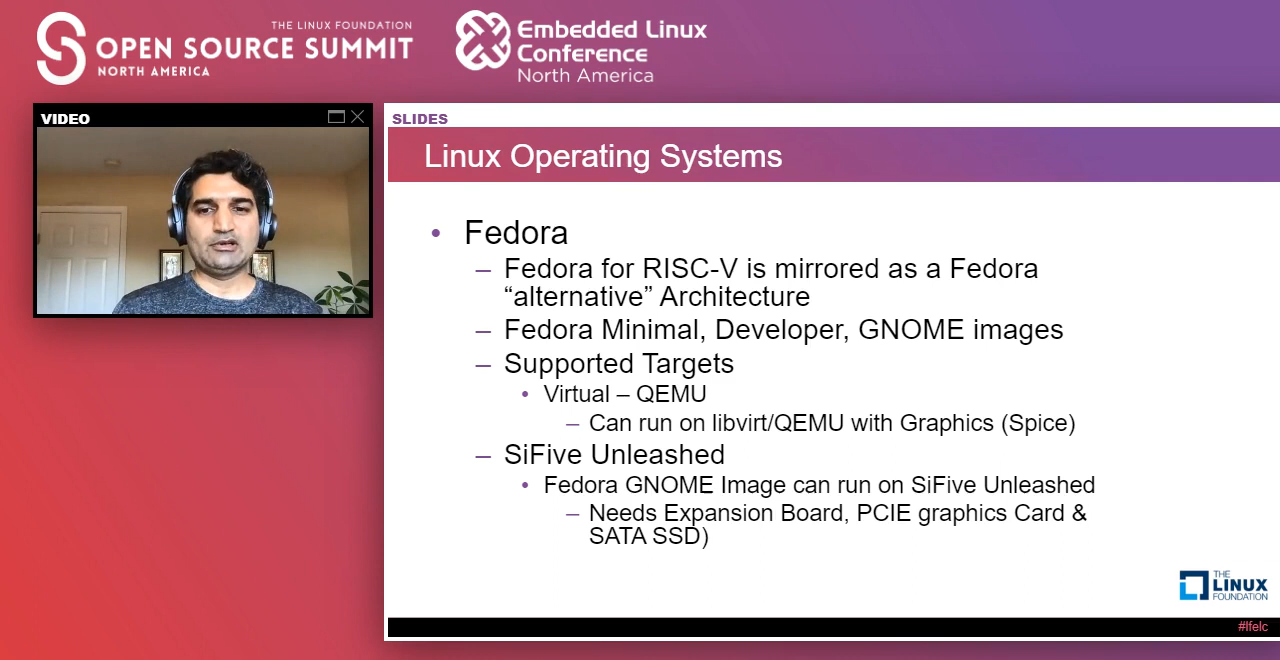 THE LINUX FOUNDATION
OPEN SOURCE SUMMIT
NORTH AMERICA
Embedded Linux
Conference
North America
VIDEO
SLIDES
Linux Operating Systems
• Fedora
– Fedora for RISC-V is mirrored as a Fedora
“alternative” Architecture
– Fedora Minimal, Developer, GNOME images
– Supported Targets
• Virtual – QEMU
– Can run on libvirt/QEMU with Graphics (Spice)
– SiFive Unleashed
• Fedora GNOME Image can run on SiFive Unleashed
– Needs Expansion Board, PCIE graphics Card &
SATA SSD)
THE
LINUX
FOUNDATION
#lfelc